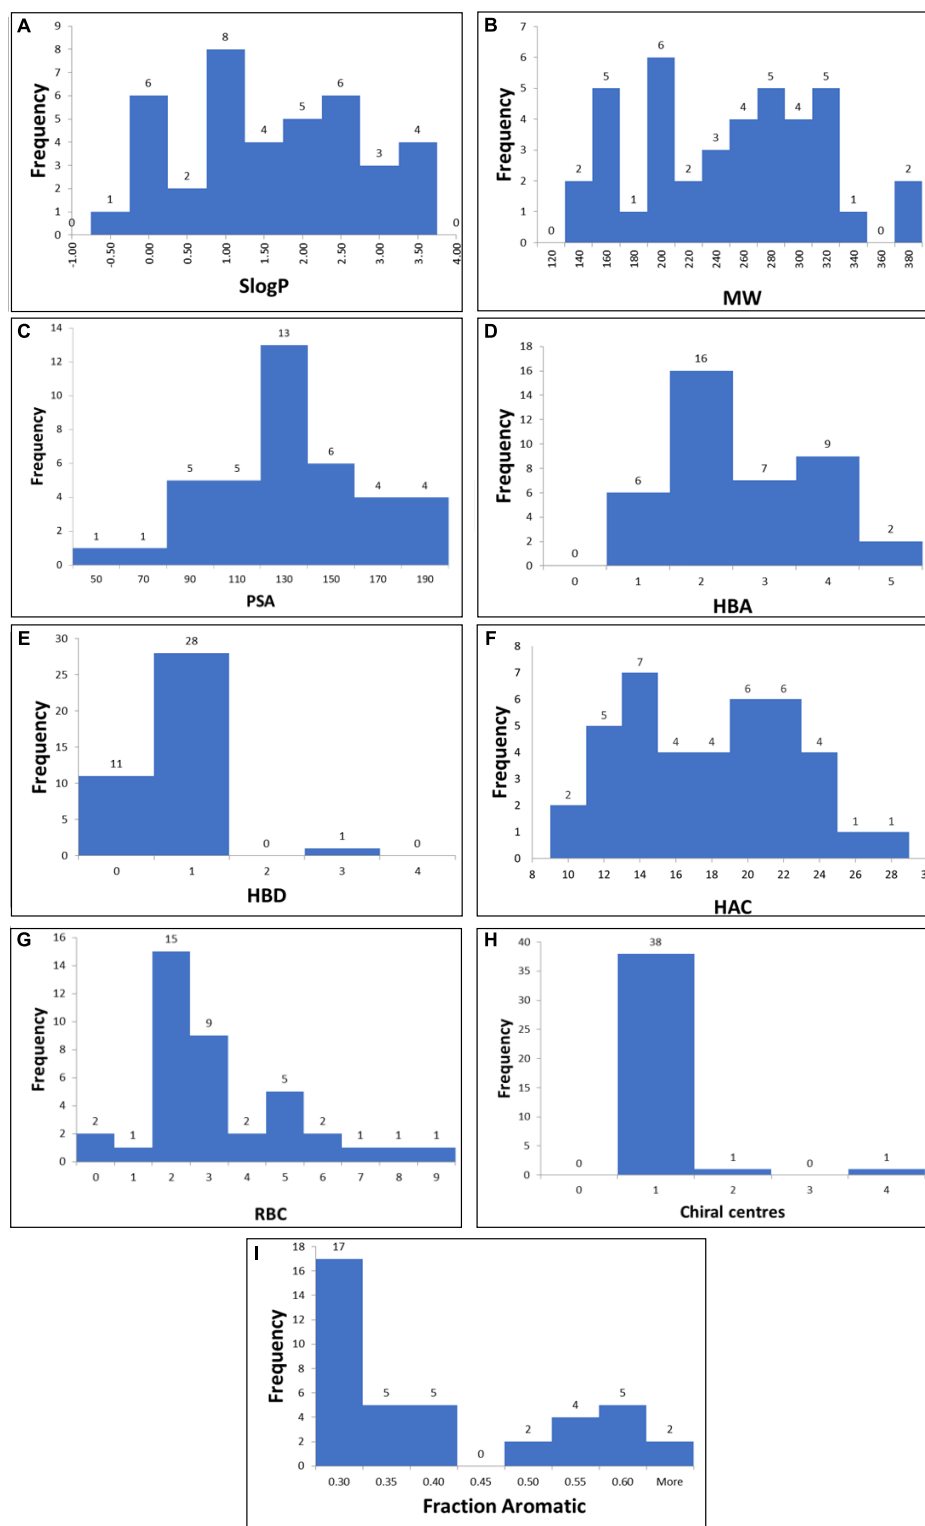 A
9
8
7
6
5
4
3
2
1
0
Frequency
0 1 6 2 8 4 5 6 3 4 0
-1.00 -0.50 0.00 0.50 1.00 1.50 2.00 2.50 3.00 3.50 4.00
SlogP
B
7
6
5
4
3
2
1
0
Frequency
0 2 5 1 6 2 3 4 5 4 5 1 0 2
120 140 160 180 200 220 240 260 280 300 320 340 360 380
MW
C
14
12
10
8
6
4
2
0
Frequency
1 1 5 5 13 6 4 4
50 70 90 110 130 150 170 190
PSA
D
18
16
14
12
10
8
6
4
2
0
Frequency
0 6 16 7 9 2
0 1 2 3 4 5
HBA
E
30
25
20
15
10
5
0
Frequency
11 28 0 1 0
0 1 2 3 4
HBD
F
8
7
6
5
4
3
2
1
0
Frequency
2 5 7 4 4 6 6 4 1 1
8 10 12 14 16 18 20 22 24 26 28
HAC
G
16
14
12
10
8
6
4
2
0
Frequency
2 1 15 9 2 5 2 1 1 1
0 1 2 3 4 5 6 7 8 9
RBC
H
40
35
30
25
20
15
10
5
0
Frequency
0 38 1 0 1
0 1 2 3 4
Chiral centres
I
18
16
14
12
10
8
6
4
2
0
Frequency
17 5 5 0 2 4 5 2
0.30 0.35 0.40 0.45 0.50 0.55 0.60 More
Fraction Aromatic